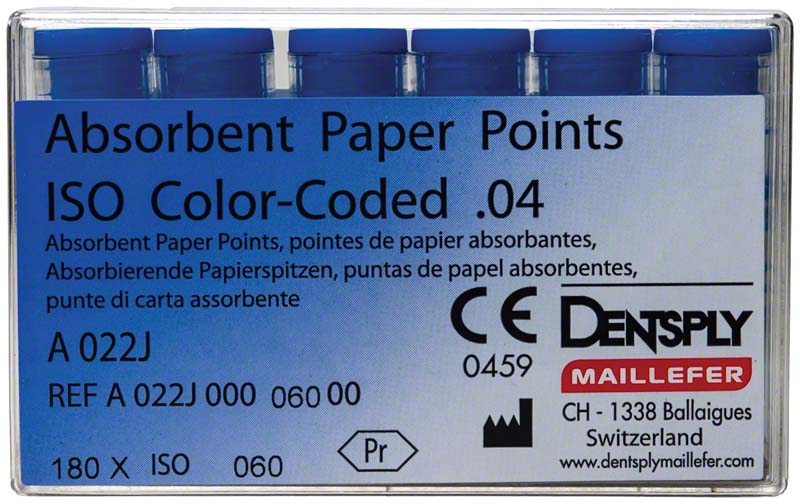 Absorbent Paper Points
ISO Color-Coded .04
Absorbent Paper Points, pointes de papier absorbantes,
Absorbierende Papierspitzen, puntas de papel absorbentes,
punte di carta assorbente
A 022J
REF A 022J 000 060 00
180 X ISO 060
Pr
CE
0459
DENTSPLY
MAILLEFER
CH - 1338 Ballaigues
Switzerland
www.dentsplymaillefer.com